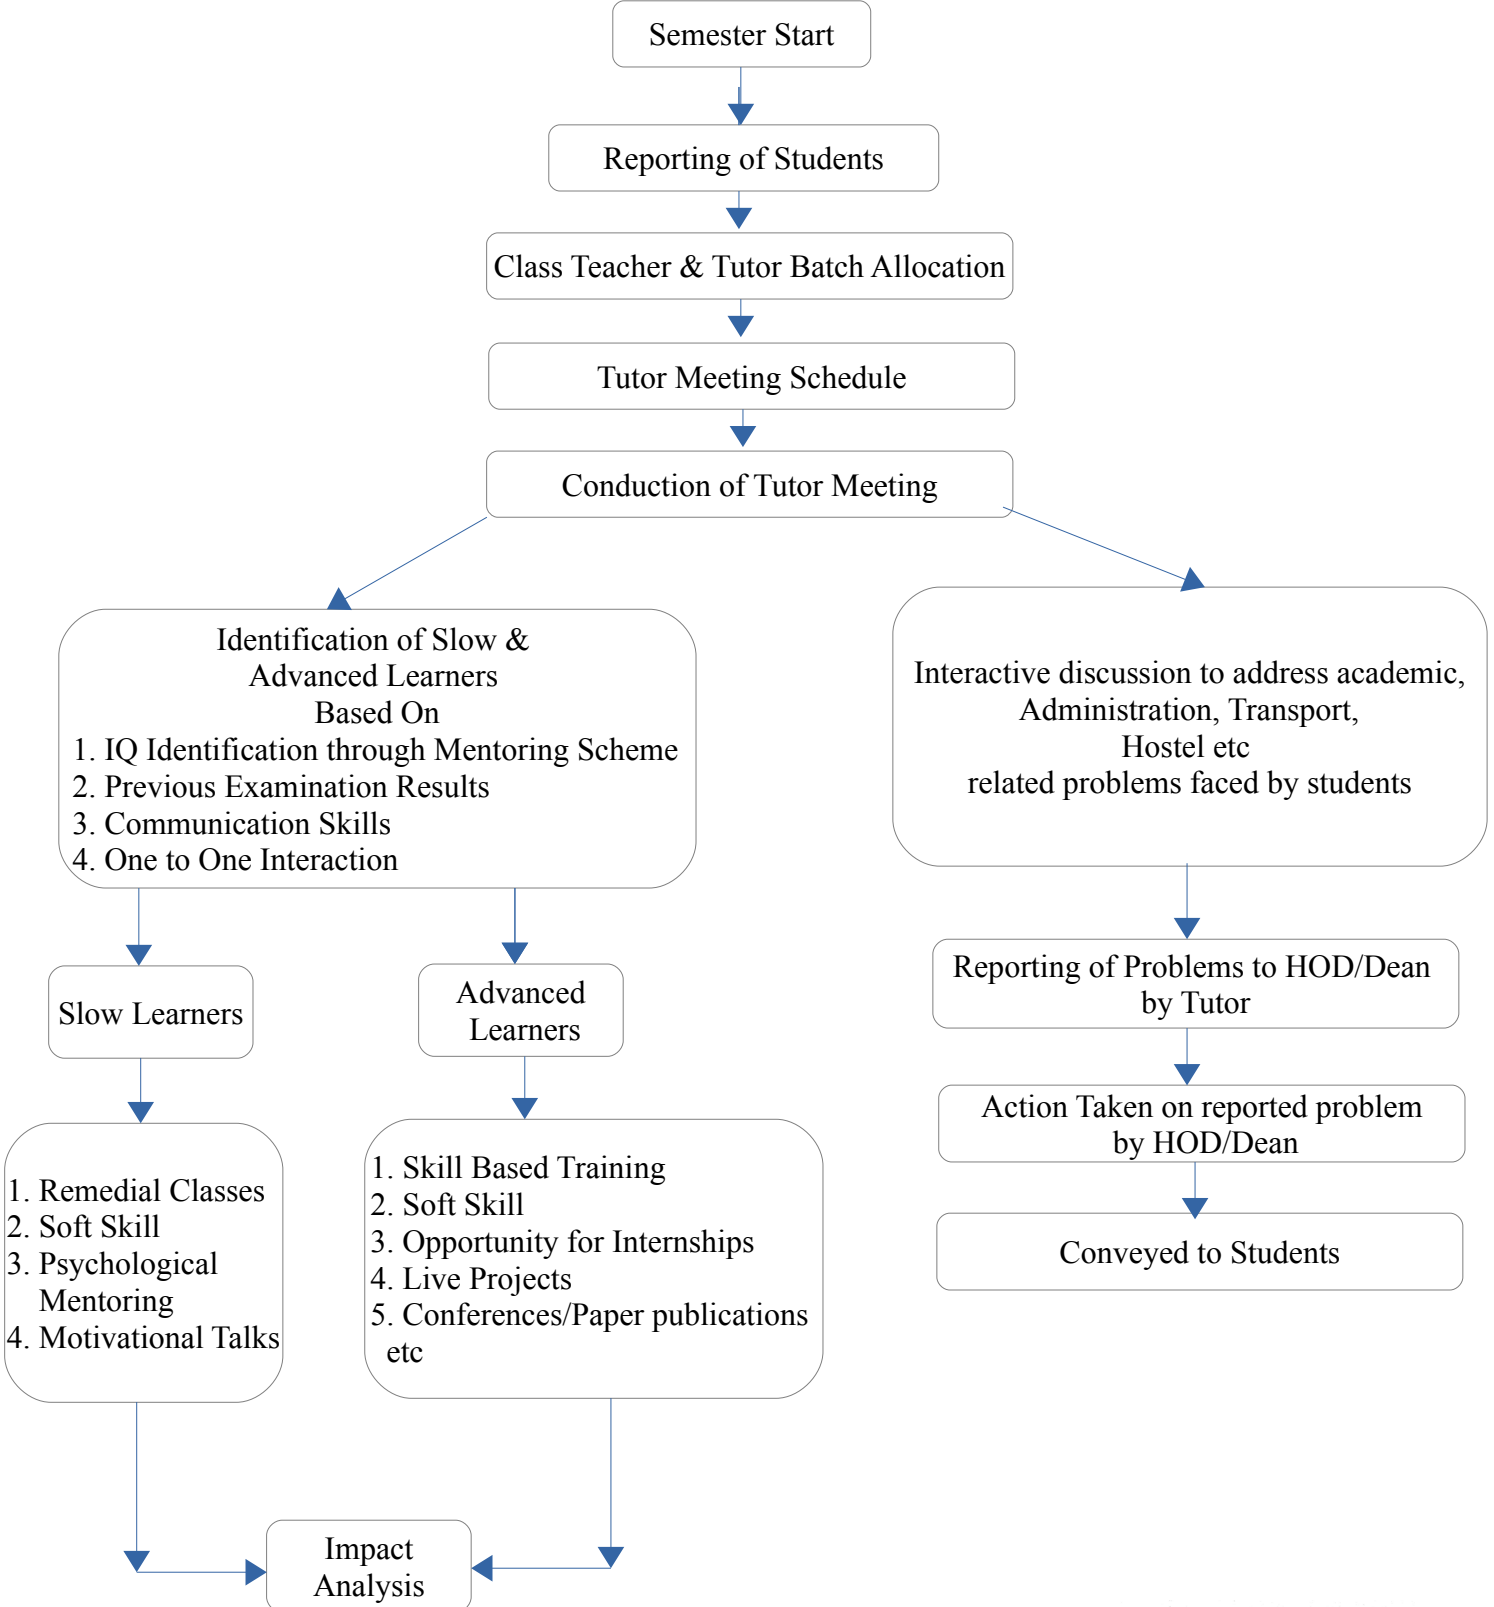 Semester Start
Reporting of Students
Class Teacher & Tutor Batch Allocation
Tutor Meeting Schedule
Conduction of Tutor Meeting
Identification of Slow &
Advanced Learners
Based On
1. IQ Identification through Mentoring Scheme
2. Previous Examination Results
3. Communication Skills
4. One to One Interaction
Interactive discussion to address academic,
Administration, Transport,
Hostel etc
related problems faced by students
Slow Learners
Advanced
Learners
Reporting of Problems to HOD/Dean
by Tutor
Action Taken on reported problem
by HOD/Dean
Conveyed to Students
1. Remedial Classes
2. Soft Skill
3. Psychological
Mentoring
4. Motivational Talks
1. Skill Based Training
2. Soft Skill
3. Opportunity for Internships
4. Live Projects
5. Conferences/Paper publications
etc
Impact
Analysis